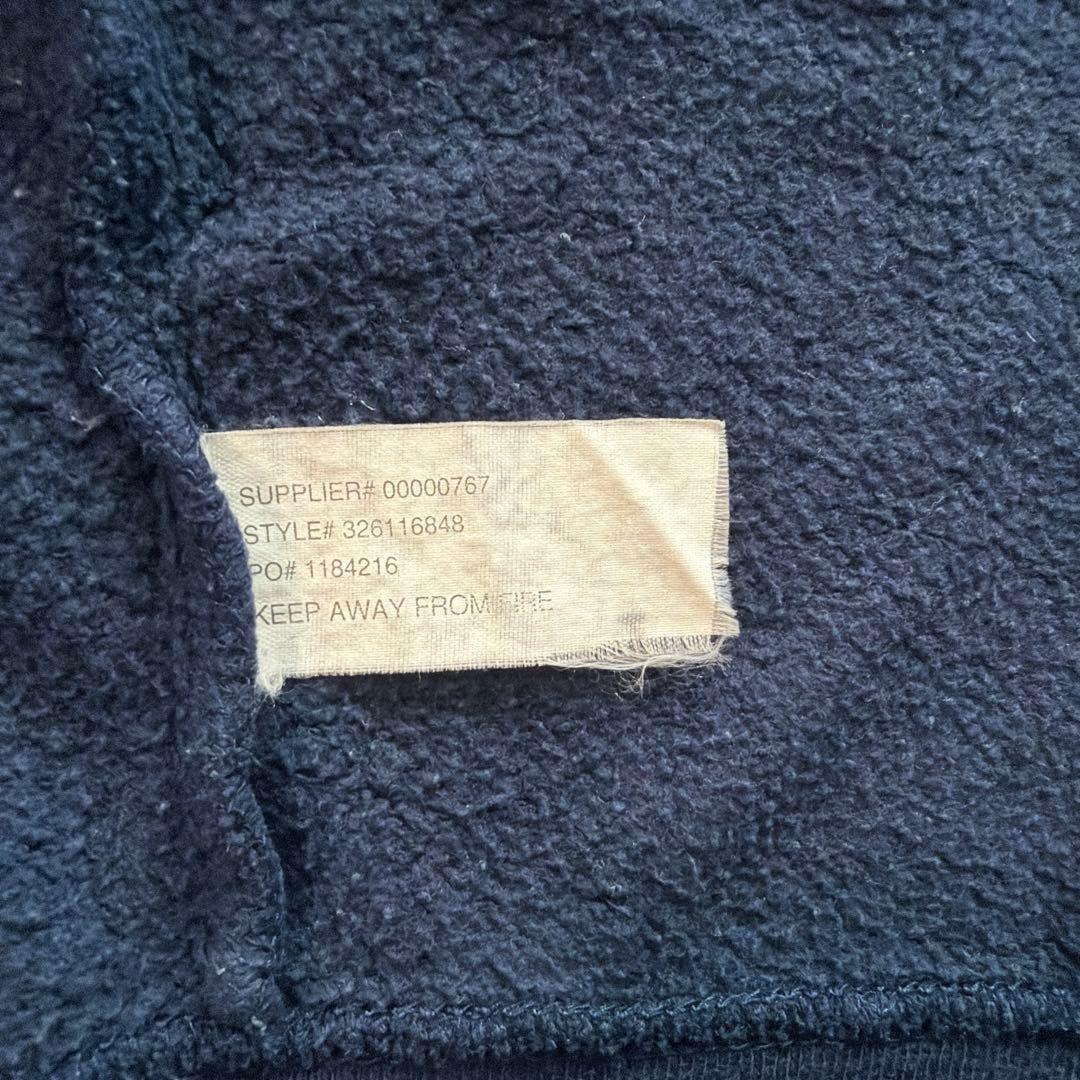 SUPPLIER# 00000767
STYLE# 326116848
PO# 1184216
KEEP AWAY FROM FIRE